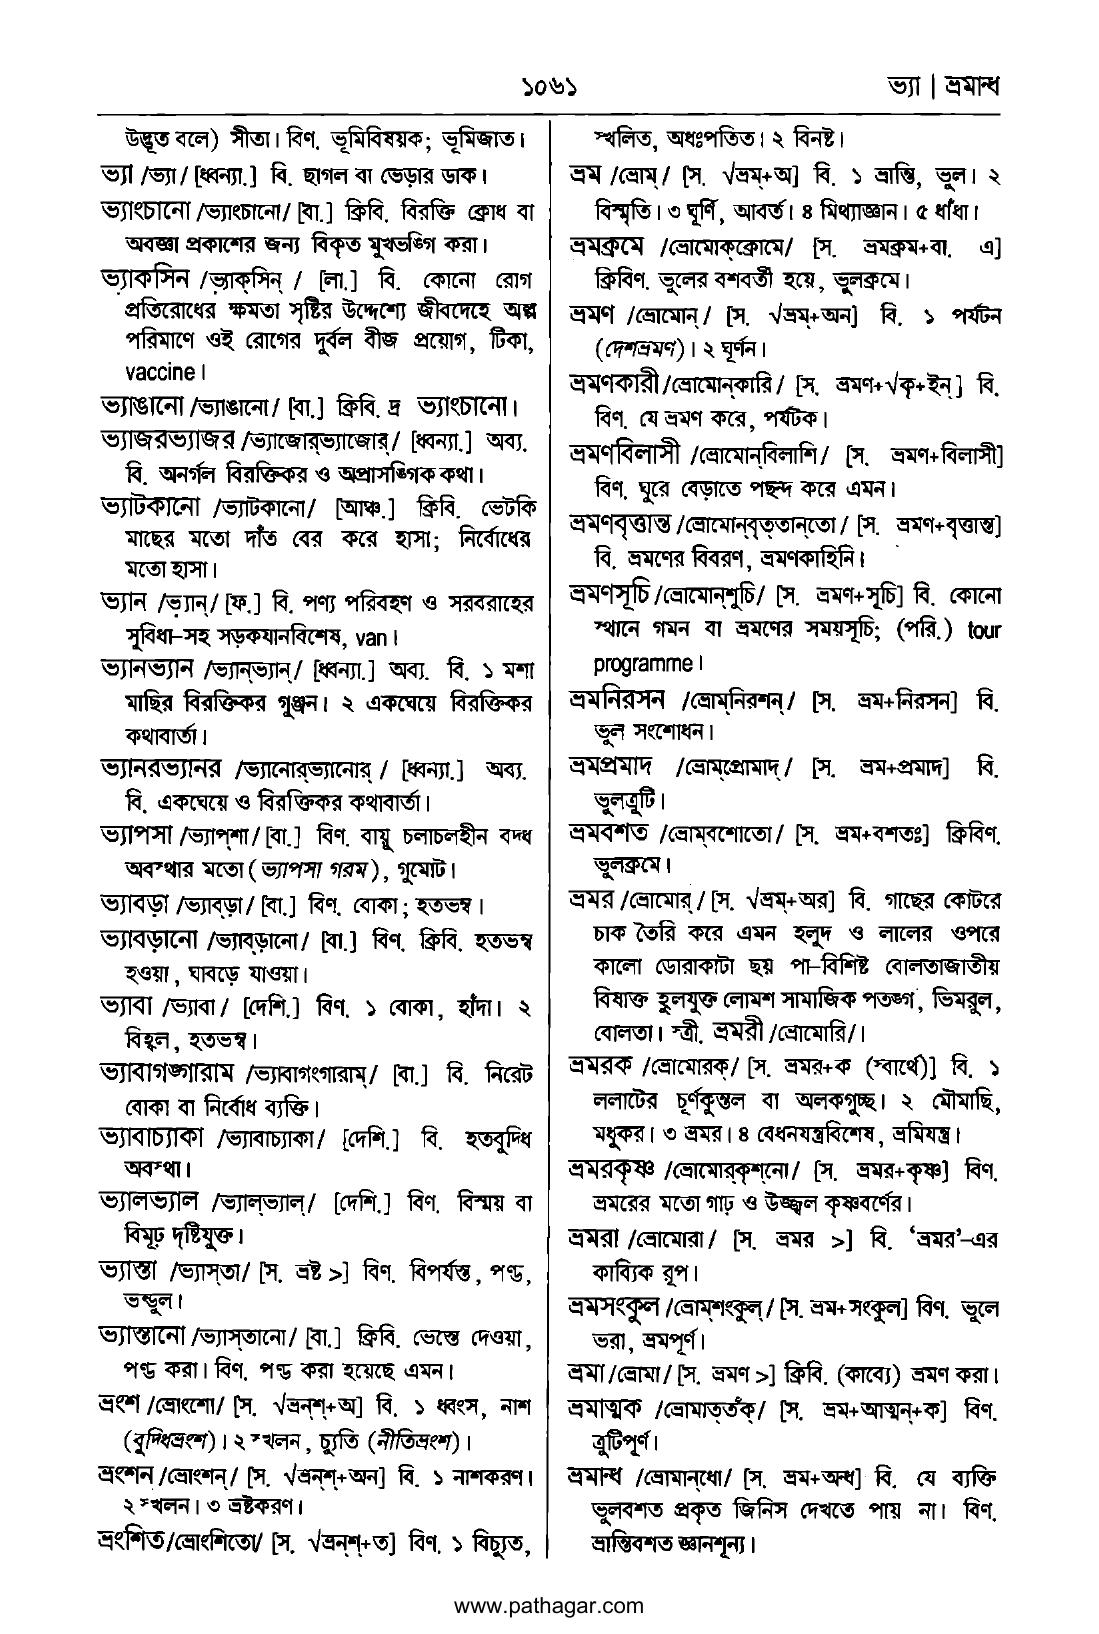 ১০৬১
ভ্যা | ভ্রমান্ধ
উদ্ভূত বলে) সীতা। বিণ. ভূমিবিষয়ক; ভূমিজাত।
ভ্যা /ভ্যা/ [ধ্বন্যা.] বি. ছাগল বা ভেড়ার ডাক।
ভ্যাংচানো /ভ্যাংচানো/ [বা.] ক্রিবি. বিরক্তি ক্রোধ বা
অবজ্ঞা প্রকাশের জন্য বিকৃত মুখভঙ্গি করা।
ভ্যাকসিন /ভ্যাক্‌সিন্‌ / [লা.] বি. কোনো রোগ
প্রতিরোধের ক্ষমতা সৃষ্টির উদ্দেশ্যে জীবদেহে অল্প
পরিমাণে ওই রোগের দুর্বল বীজ প্রয়োগ, টিকা,
vaccine।
ভ্যাঙানো /ভ্যাঙানো/ [বা.] ক্রিবি. দ্র ভ্যাংচানো।
ভ্যাজরভ্যাজর /ভ্যাজোর্‌ভ্যাজোর্‌/ [ধ্বন্যা.] অব্য.
বি. অনর্গল বিরক্তিকর ও অপ্রাসঙ্গিক কথা।
ভ্যাটকানো /ভ্যাটকানো/ [আঞ্চ.] ক্রিবি. ভেটকি
মাছের মতো দাঁত বের করে হাসা; নির্বোধের
মতো হাসা।
ভ্যান /ভ্যান্‌/ [ফ.] বি. পণ্য পরিবহণ ও সরবরাহের
সুবিধা-সহ সড়কযানবিশেষ, van।
ভ্যানভ্যান /ভ্যান্‌ভ্যান্‌/ [ধ্বন্যা.] অব্য. বি. ১ মশা
মাছির বিরক্তিকর গুঞ্জন। ২ একঘেয়ে বিরক্তিকর
কথাবার্তা।
ভ্যানরভ্যানর /ভ্যানোর্‌ভ্যানোর্‌ / [ধ্বন্যা.] অব্য.
বি. একঘেয়ে ও বিরক্তিকর কথাবার্তা।
ভ্যাপসা /ভ্যাপ্‌শা/ [বা.] বিণ. বায়ু চলাচলহীন বদ্ধ
অবস্থার মতো (ভ্যাপসা গরম), গুমোট।
ভ্যাবড়া /ভ্যাব্‌ড়া/ [বা.] বিণ. বোকা; হতভম্ব।
ভ্যাবড়ানো /ভ্যাব্‌ড়ানো/ [বা.] বিণ. ক্রিবি. হতভম্ব
হওয়া, ঘাবড়ে যাওয়া।
ভ্যাবা /ভ্যাবা/ [দেশি.] বিণ. ১ বোকা, হাঁদা। ২
বিহ্বল, হতভম্ব।
ভ্যাবাগঙ্গারাম /ভ্যাবাগংগারাম্‌/ [বা.] বি. নিরেট
বোকা বা নির্বোধ ব্যক্তি।
ভ্যাবাচ্যাকা /ভ্যাবাচ্যাকা/ [দেশি.] বি. হতবুদ্ধি
অবস্থা।
ভ্যালভ্যাল /ভ্যাল্‌ভ্যাল্‌/ [দেশি.] বিণ. বিস্ময় বা
বিমূঢ় দৃষ্টিযুক্ত।
ভ্যাস্তা /ভ্যাস্‌তা/ [স. ভ্রষ্ট >] বিণ. বিপর্যস্ত, পণ্ড,
ভন্ডুল।
ভ্যাস্তানো /ভ্যাস্‌তানো/ [বা.] ক্রিবি. ভেস্তে দেওয়া,
পণ্ড করা। বিণ. পণ্ড করা হয়েছে এমন।
ভ্রংশ /ভ্রোংশো/ [স. √ভ্রন্‌শ্‌+অ] বি. ১ ধ্বংস, নাশ
(বুদ্ধিভ্রংশ)। ২ স্খলন, চ্যুতি (নীতিভ্রংশ)।
ভ্রংশন /ভ্রোংশন্‌/ [স. √ভ্রন্‌শ্‌+অন] বি. ১ নাশকরণ।
২ স্খলন। ৩ ভ্রষ্টকরণ।
ভ্রংশিত /ভ্রোংশিতো/ [স. √ভ্রন্‌শ্‌+ত] বিণ. ১ বিচ্যুত,
স্খলিত, অধঃপতিত। ২ বিনষ্ট।
ভ্রম /ভ্রোম্‌/ [স. √ভ্রম্‌+অ] বি. ১ ভ্রান্তি, ভুল। ২
বিস্মৃতি। ৩ ঘূর্ণি, আবর্ত। ৪ মিথ্যাজ্ঞান। ৫ ধাঁধা।
ভ্রমক্রমে /ভ্রোমোক্‌ক্রোমে/ [স. ভ্রমক্রম+বা. এ]
ক্রিবিণ. ভুলের বশবর্তী হয়ে, ভুলক্রমে।
ভ্রমণ /ভ্রোমোন্‌/ [স. √ভ্রম্‌+অন] বি. ১ পর্যটন
(দেশভ্রমণ)। ২ ঘূর্ণন।
ভ্রমণকারী /ভ্রোমোন্‌কারি/ [স. ভ্রমণ+√কৃ+ইন্‌] বি.
বিণ. যে ভ্রমণ করে, পর্যটক।
ভ্রমণবিলাসী /ভ্রোমোন্‌বিলাশি/ [স. ভ্রমণ+বিলাসী]
বিণ. ঘুরে বেড়াতে পছন্দ করে এমন।
ভ্রমণবৃত্তান্ত /ভ্রোমোন্‌বৃত্‌তান্‌তো/ [স. ভ্রমণ+বৃত্তান্ত]
বি. ভ্রমণের বিবরণ, ভ্রমণকাহিনি।
ভ্রমণসূচি /ভ্রোমোন্‌শুচি/ [স. ভ্রমণ+সূচি] বি. কোনো
স্থানে গমন বা ভ্রমণের সময়সূচি; (পরি.) tour
programme।
ভ্রমনিরসন /ভ্রোম্‌নিরশন্‌/ [স. ভ্রম+নিরসন] বি.
ভুল সংশোধন।
ভ্রমপ্রমাদ /ভ্রোম্‌প্রোমাদ্‌/ [স. ভ্রম+প্রমাদ] বি.
ভুলত্রুটি।
ভ্রমবশত /ভ্রোম্‌বশোতো/ [স. ভ্রম+বশতঃ] ক্রিবিণ.
ভুলক্রমে।
ভ্রমর /ভ্রোমোর্‌/ [স. √ভ্রম্‌+অর] বি. গাছের কোটরে
চাক তৈরি করে এমন হলুদ ও লালের ওপরে
কালো ডোরাকাটা ছয় পা-বিশিষ্ট বোলতাজাতীয়
বিষাক্ত হুলযুক্ত লোমশ সামাজিক পতঙ্গ, ভিমরুল,
বোলতা। স্ত্রী. ভ্রমরী /ভ্রোমোরি/।
ভ্রমরক /ভ্রোমোরক্‌/ [স. ভ্রমর+ক (স্বার্থে)] বি. ১
ললাটের চূর্ণকুন্তল বা অলকগুচ্ছ। ২ মৌমাছি,
মধুকর। ৩ ভ্রমর। ৪ বেধনযন্ত্রবিশেষ, ভ্রমিযন্ত্র।
ভ্রমরকৃষ্ণ /ভ্রোমোর্‌কৃশ্‌নো/ [স. ভ্রমর+কৃষ্ণ] বিণ.
ভ্রমরের মতো গাঢ় ও উজ্জ্বল কৃষ্ণবর্ণের।
ভ্রমরা /ভ্রোমোরা/ [স. ভ্রমর >] বি. ‘ভ্রমর’-এর
কাব্যিক রূপ।
ভ্রমসংকুল /ভ্রোম্‌শংকুল্‌/ [স. ভ্রম+সংকুল] বিণ. ভুলে
ভরা, ভ্রমপূর্ণ।
ভ্রমা /ভ্রোমা/ [স. ভ্রমণ >] ক্রিবি. (কাব্যে) ভ্রমণ করা।
ভ্রমাত্মক /ভ্রোমাত্‌তঁক্‌/ [স. ভ্রম+আত্মন্‌+ক] বিণ.
ত্রুটিপূর্ণ।
ভ্রমান্ধ /ভ্রোমান্‌ধো/ [স. ভ্রম+অন্ধ] বি. যে ব্যক্তি
ভুলবশত প্রকৃত জিনিস দেখতে পায় না। বিণ.
ভ্রান্তিবশত জ্ঞানশূন্য।
www.pathagar.com